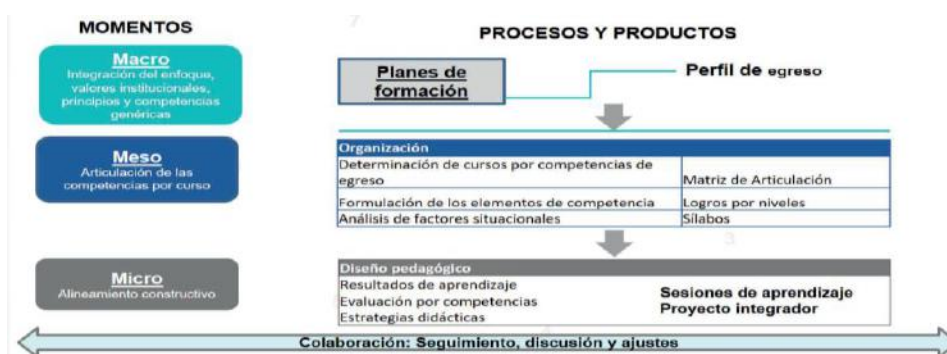 MOMENTOS
Macro
Integración del enfoque,
valores institucionales,
principios y competencias
genéricas
Meso
Articulación de las
competencias por curso
Micro
Alineamiento constructivo
PROCESOS Y PRODUCTOS
Planes de
formación
Perfil de egreso
Organización
Determinación de cursos por competencias de
egreso
Matriz de Articulación
Formulación de los elementos de competencia
Logros por niveles
Análisis de factores situacionales
Sílabos
Diseño pedagógico
Resultados de aprendizaje
Evaluación por competencias
Estrategias didácticas
Sesiones de aprendizaje
Proyecto integrador
Colaboración: Seguimiento, discusión y ajustes